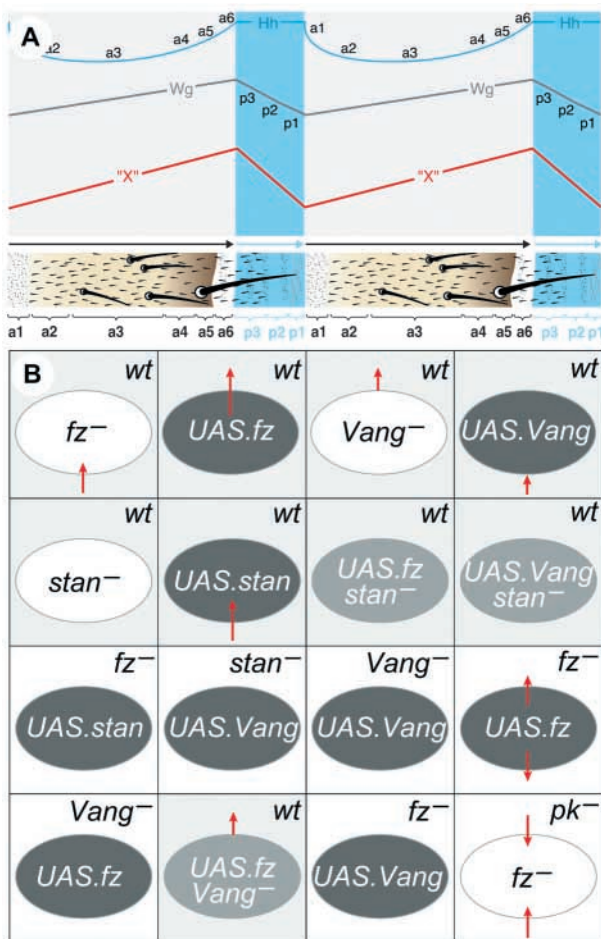 A
a2 a3 a4 a5 a6 Hh a1 a2 a3 a4 a5 a6 Hh
Wg p3 p2 p1 Wg p3 p2 p1
"X" "X"
a1 a2 a3 a4 a5 a6 p3 p2 p1 a1 a2 a3 a4 a5 a6 p3 p2 p1
B
wt wt wt wt
fz– UAS.fz Vang– UAS.Vang
wt wt wt wt
stan– UAS.stan UAS.fz UAS.Vang
stan– stan–
fz– stan– Vang– fz–
UAS.stan UAS.Vang UAS.Vang UAS.fz
Vang– wt fz– pk–
UAS.fz UAS.fz UAS.Vang fz–
Vang–